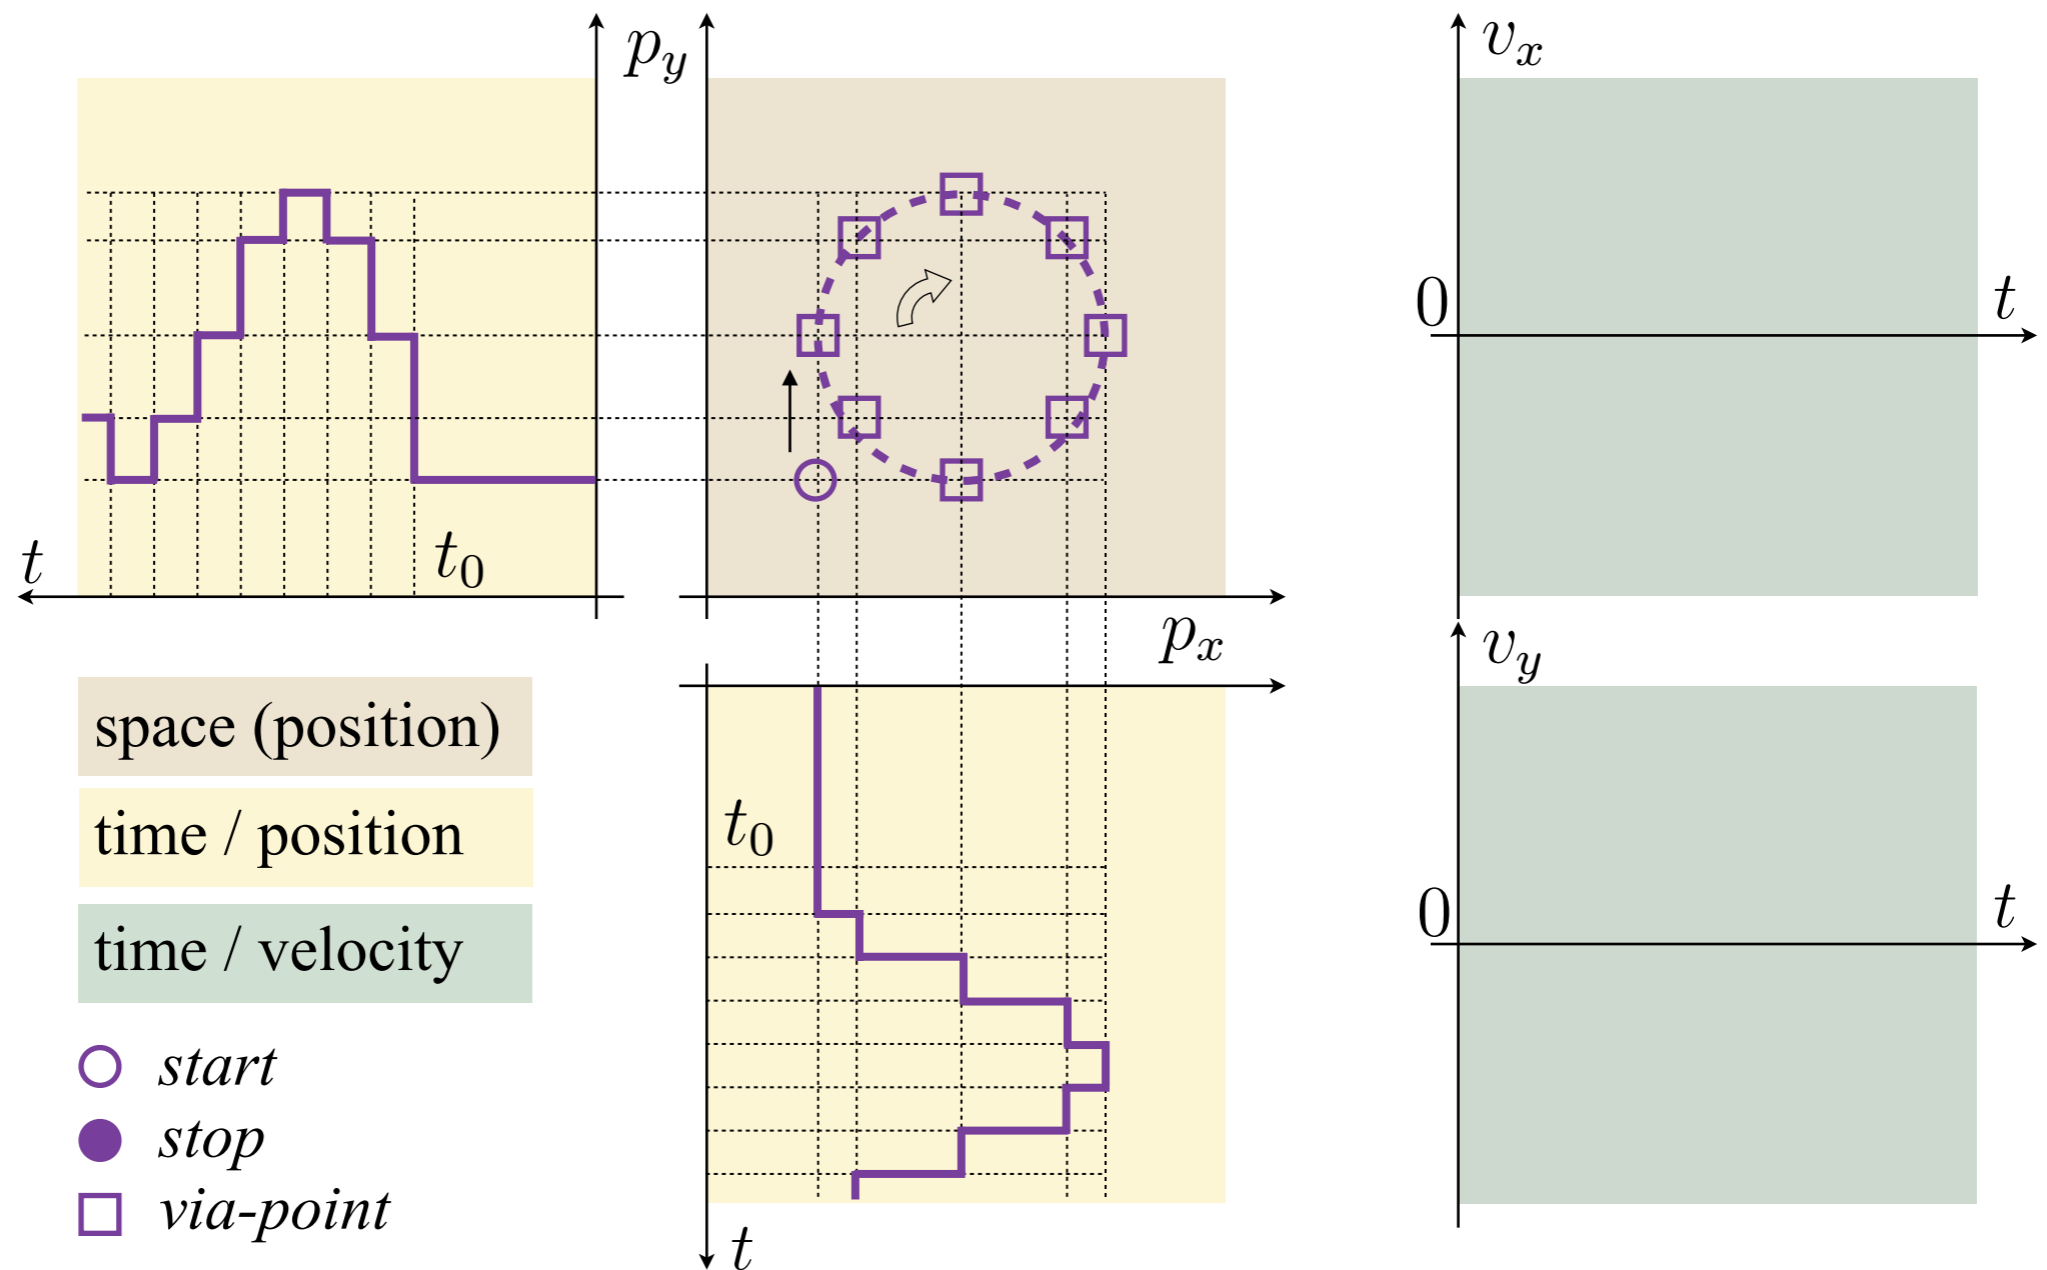 p_y
v_x
0
t
t
t_0
p_x
v_y
space (position)
time / position
t_0
0
t
time / velocity
start
stop
via-point
t